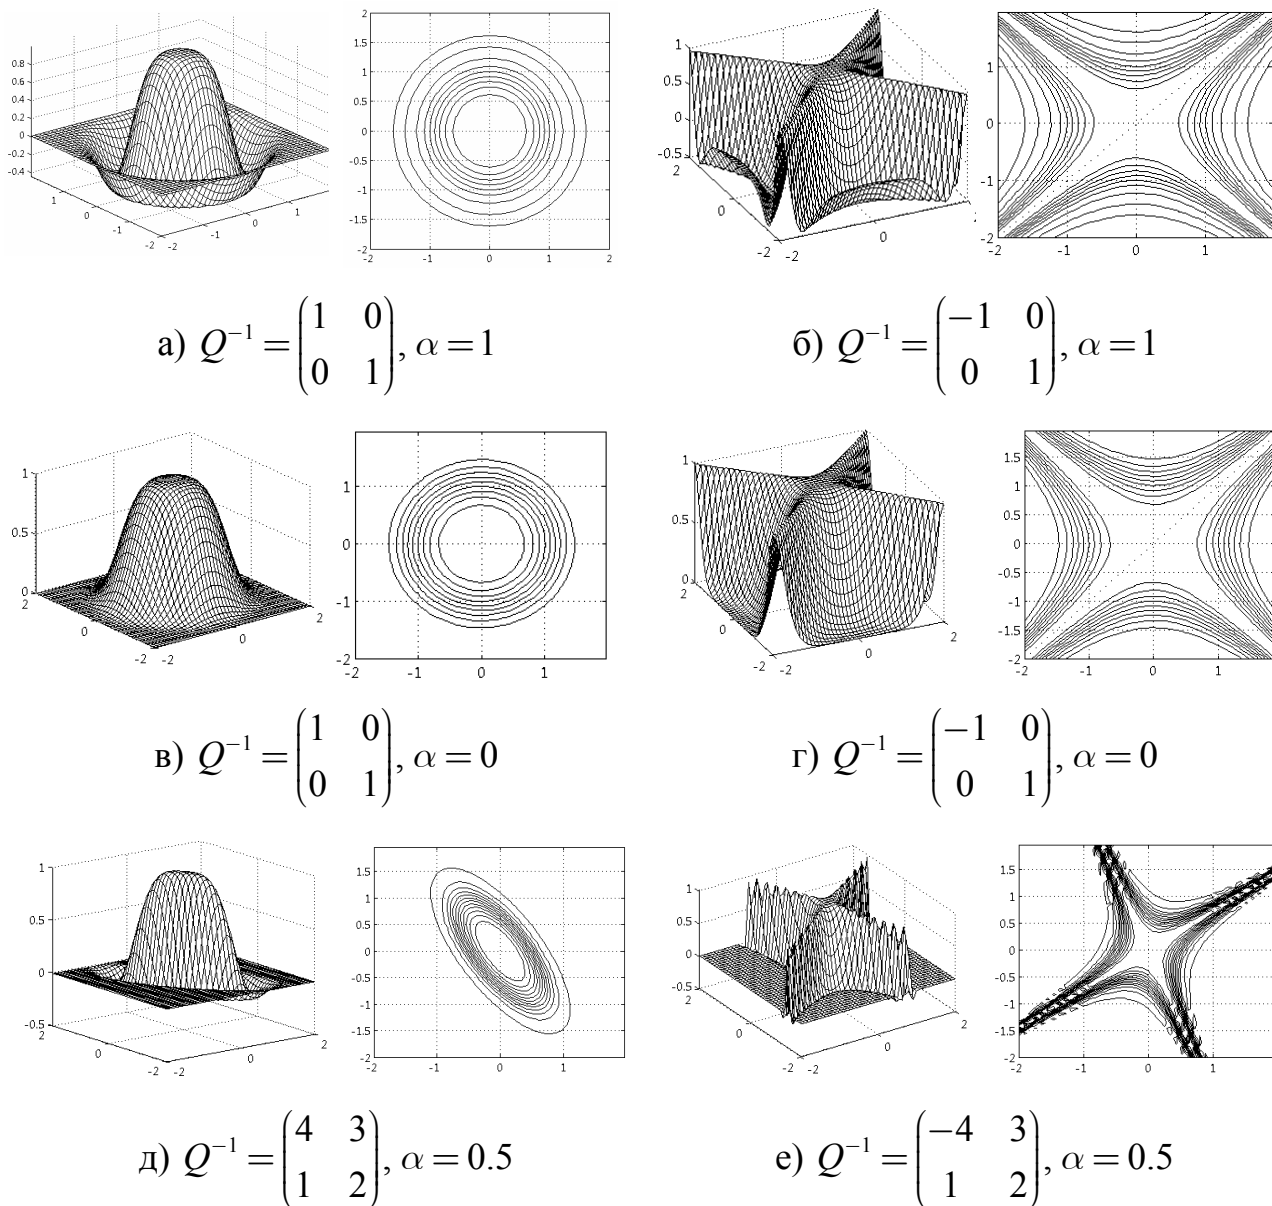 а) Q⁻¹ = (1 0; 0 1), α = 1
б) Q⁻¹ = (−1 0; 0 1), α = 1
в) Q⁻¹ = (1 0; 0 1), α = 0
г) Q⁻¹ = (−1 0; 0 1), α = 0
д) Q⁻¹ = (4 3; 1 2), α = 0.5
е) Q⁻¹ = (−4 3; 1 2), α = 0.5